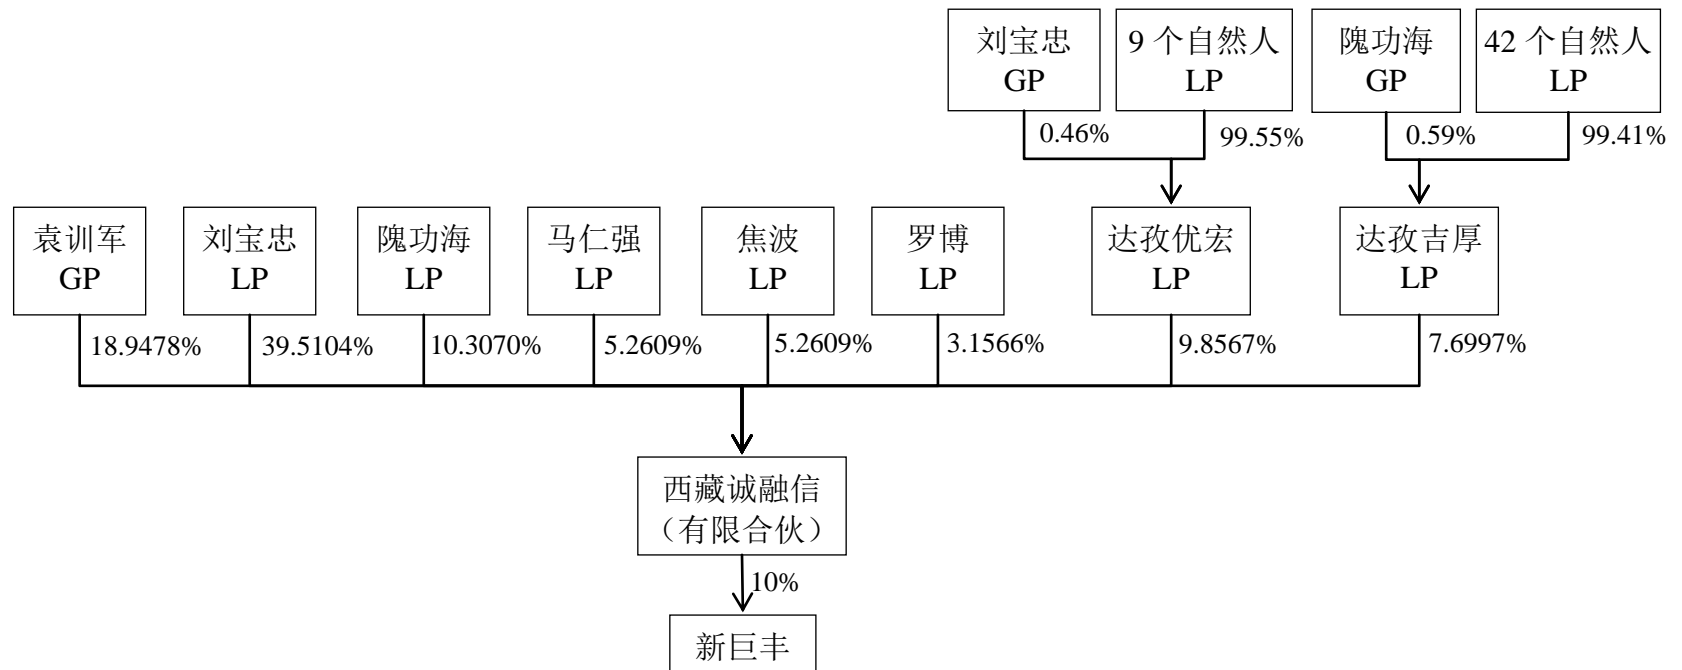 刘宝忠
GP
9 个自然人
LP
隗功海
GP
42 个自然人
LP
0.46%
99.55%
0.59%
99.41%
袁训军
GP
刘宝忠
LP
隗功海
LP
马仁强
LP
焦波
LP
罗博
LP
达孜优宏
LP
达孜吉厚
LP
18.9478%
39.5104%
10.3070%
5.2609%
5.2609%
3.1566%
9.8567%
7.6997%
西藏诚融信
（有限合伙）
10%
新巨丰